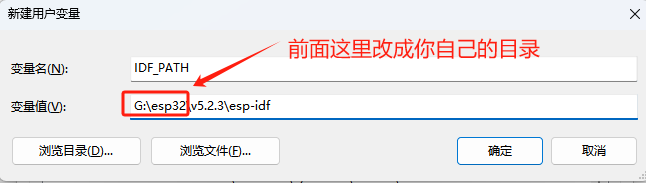 新建用户变量
前面这里改成你自己的目录
变量名(N):
IDF_PATH
变量值(V):
G:\esp32\v5.2.3\esp-idf
浏览目录(D)...
浏览文件(F)...
确定
取消